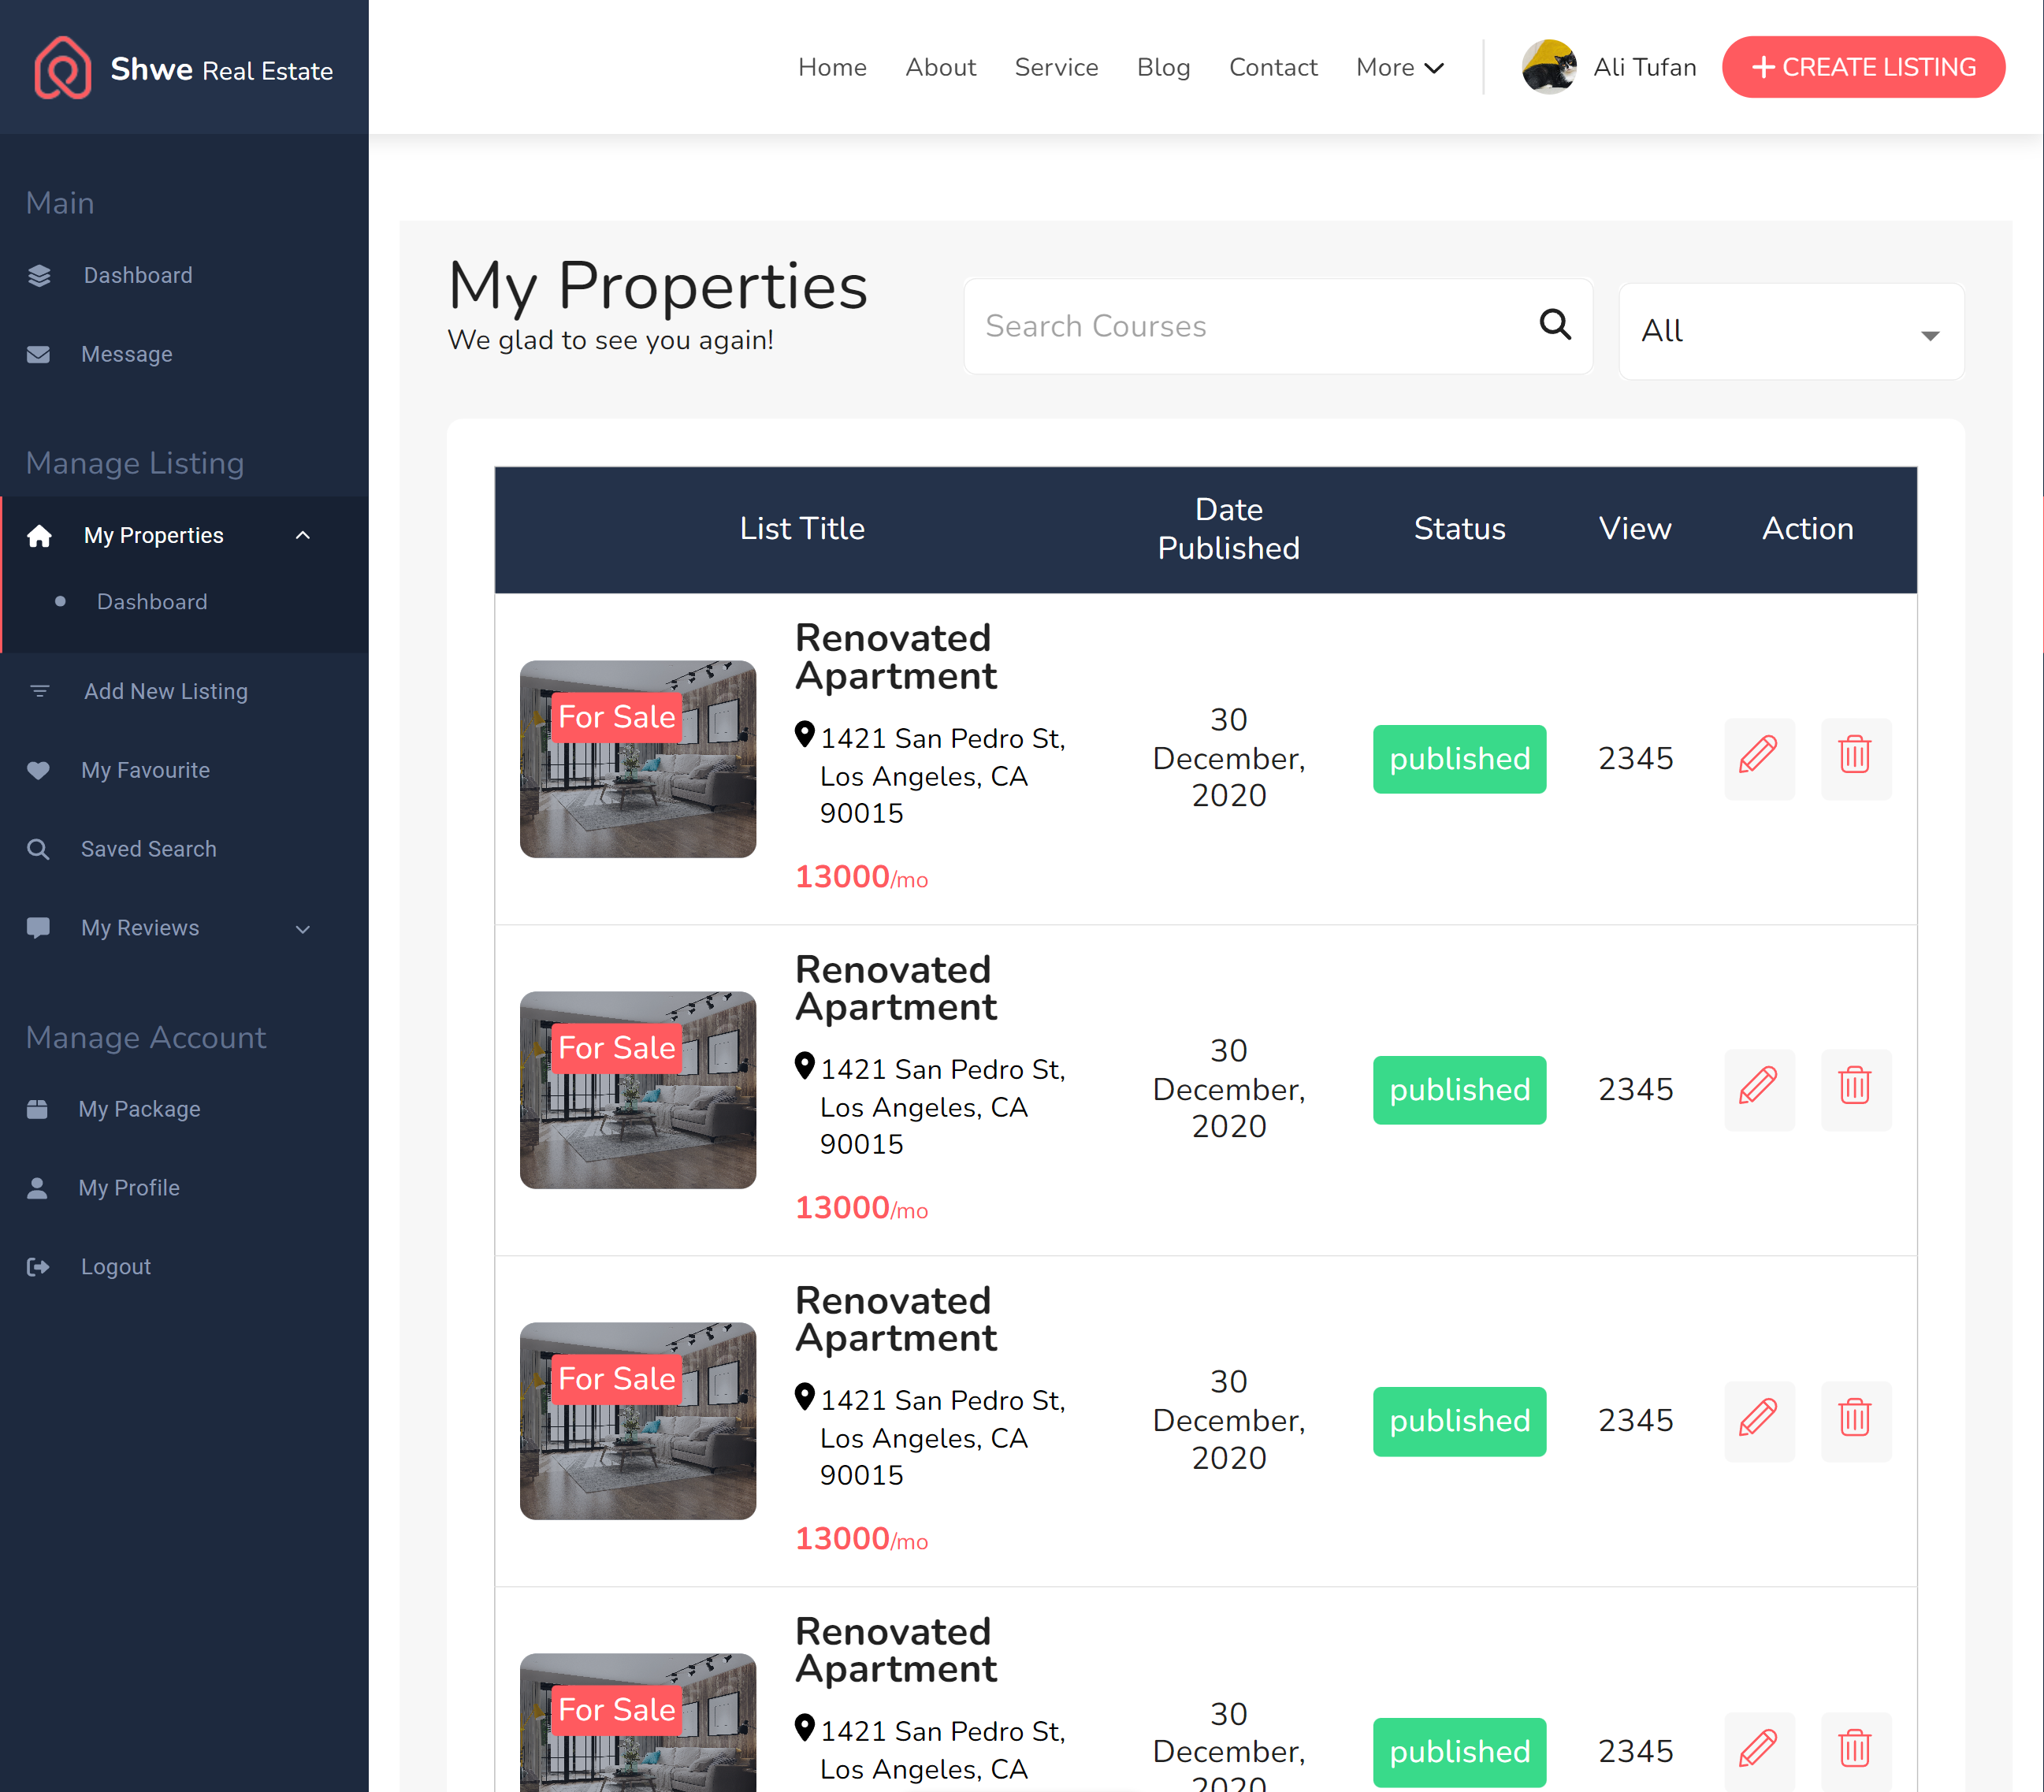 Shwe Real Estate
Home About Service Blog Contact More Ali Tufan + CREATE LISTING
Main
Dashboard
Message
Manage Listing
My Properties
Dashboard
Add New Listing
My Favourite
Saved Search
My Reviews
Manage Account
My Package
My Profile
Logout
My Properties
We glad to see you again!
Search Courses
All
List Title
Date
Published
Status
View
Action
For Sale
Renovated
Apartment
1421 San Pedro St,
Los Angeles, CA
90015
13000/mo
30
December,
2020
published
2345
For Sale
Renovated
Apartment
1421 San Pedro St,
Los Angeles, CA
90015
13000/mo
30
December,
2020
published
2345
For Sale
Renovated
Apartment
1421 San Pedro St,
Los Angeles, CA
90015
13000/mo
30
December,
2020
published
2345
For Sale
Renovated
Apartment
1421 San Pedro St,
Los Angeles, CA
30
December,
2020
published
2345